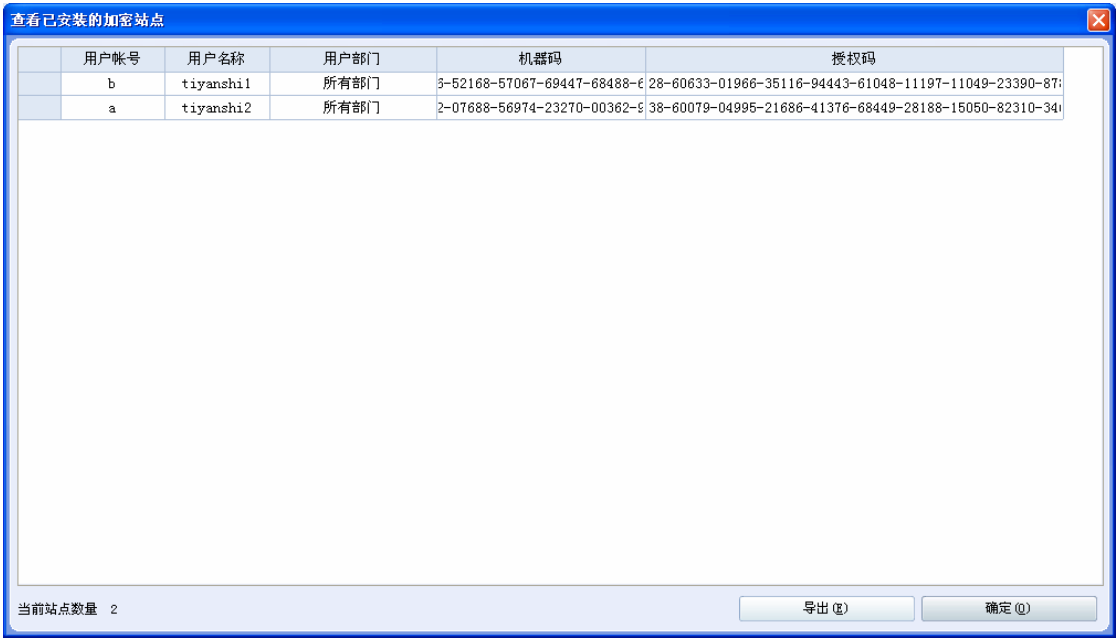 查看已安装的加密站点
用户帐号 用户名称 用户部门 机器码 授权码
b tiyanshi1 所有部门 -52168-57067-69447-68488- 28-60633-01966-35116-94443-61048-11197-11049-23390-87
a tiyanshi2 所有部门 2-07688-56974-23270-00362- 38-60079-04995-21686-41376-68449-28188-15050-82310-34
当前站点数量 2 导出(E) 确定(O)